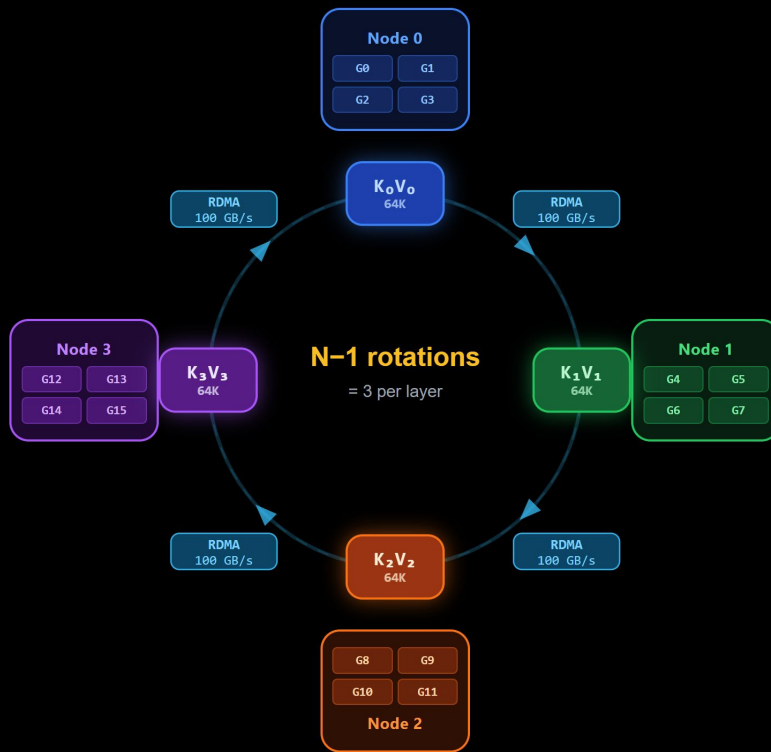 Node 0
G0 G1
G2 G3
K₀V₀
64K
RDMA
100 GB/s
RDMA
100 GB/s
Node 3
G12 G13
G14 G15
K₃V₃
64K
N−1 rotations
= 3 per layer
K₁V₁
64K
Node 1
G4 G5
G6 G7
RDMA
100 GB/s
RDMA
100 GB/s
K₂V₂
64K
G8 G9
G10 G11
Node 2